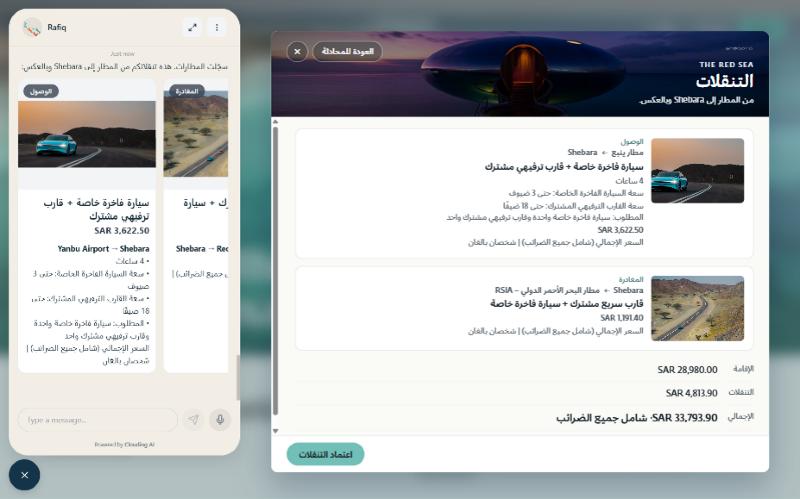 Rafiq
Just now
سجّلت المطارات. هذه تنقلاتكم من المطار إلى Shebara وبالعكس:
الوصول
سيارة فاخرة خاصة + قارب
ترفيهي مشترك
SAR 3,622.50
Yanbu Airport → Shebara
• 4 ساعات
• سعة السيارة الفاخرة الخاصة: حتى 3
ضيوف
• سعة القارب الترفيهي المشترك: حتى
18 ضيفًا
• المطلوب: سيارة فاخرة خاصة واحدة
وقارب ترفيهي مشترك واحد
السعر الإجمالي (شامل جميع الضرائب) |
شخصان بالغان
المغادرة
ك + سيارة
Shebara → Red
جميع الضرائب) |
Type a message...
Powered by Clouding AI
العودة للمحادثة
THE RED SEA
التنقلات
من المطار إلى Shebara وبالعكس.
الوصول
مطار ينبع ← Shebara
سيارة فاخرة خاصة + قارب ترفيهي مشترك
4 ساعات
سعة السيارة الفاخرة الخاصة: حتى 3 ضيوف
سعة القارب الترفيهي المشترك: حتى 18 ضيفًا
المطلوب: سيارة فاخرة خاصة واحدة وقارب ترفيهي مشترك واحد
SAR 3,622.50
السعر الإجمالي (شامل جميع الضرائب) | شخصان بالغان
المغادرة
Shebara ← مطار البحر الأحمر الدولي – RSIA
قارب سريع مشترك + سيارة فاخرة خاصة
SAR 1,191.40
السعر الإجمالي (شامل جميع الضرائب) | شخصان بالغان
الإقامة SAR 28,980.00
التنقلات SAR 4,813.90
الإجمالي SAR 33,793.90· شامل جميع الضرائب
اعتماد التنقلات